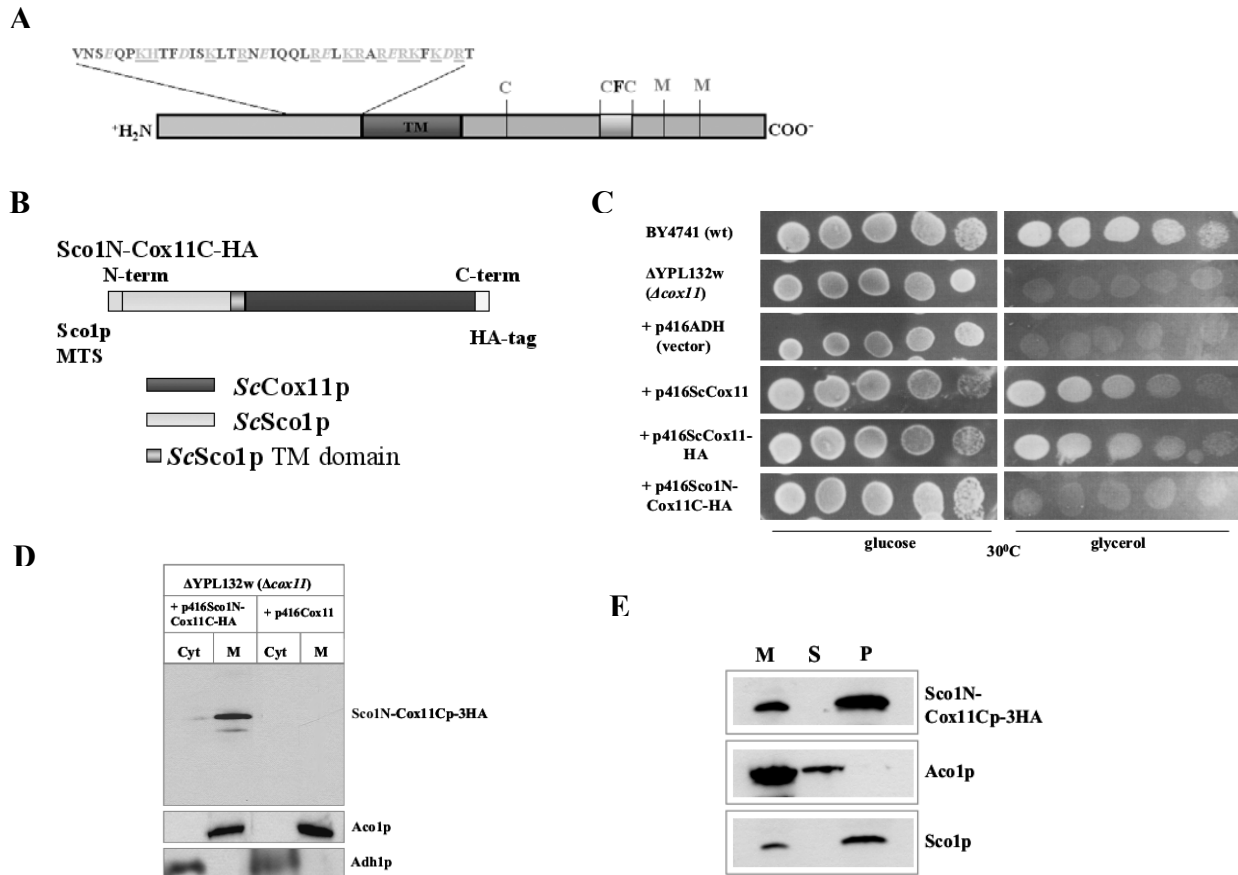 A
VNSEQPKHTFDISKLTRNEIQQLRELKRARERKFKDRT
C
CFC
M
M
+H₂N
TM
COO⁻
B
Sco1N-Cox11C-HA
N-term
C-term
Sco1p
MTS
HA-tag
ScCox11p
ScSco1p
ScSco1p TM domain
C
BY4741 (wt)
ΔYPL132w
(Δcox11)
+ p416ADH
(vector)
+ p416ScCox11
+ p416ScCox11-
HA
+ p416Sco1N-
Cox11C-HA
glucose
30⁰C
glycerol
D
ΔYPL132w (Δcox11)
+ p416Sco1N-
Cox11C-HA
+ p416Cox11
Cyt
M
Cyt
M
Sco1N-Cox11Cp-3HA
Aco1p
Adh1p
E
M
S
P
Sco1N-
Cox11Cp-3HA
Aco1p
Sco1p